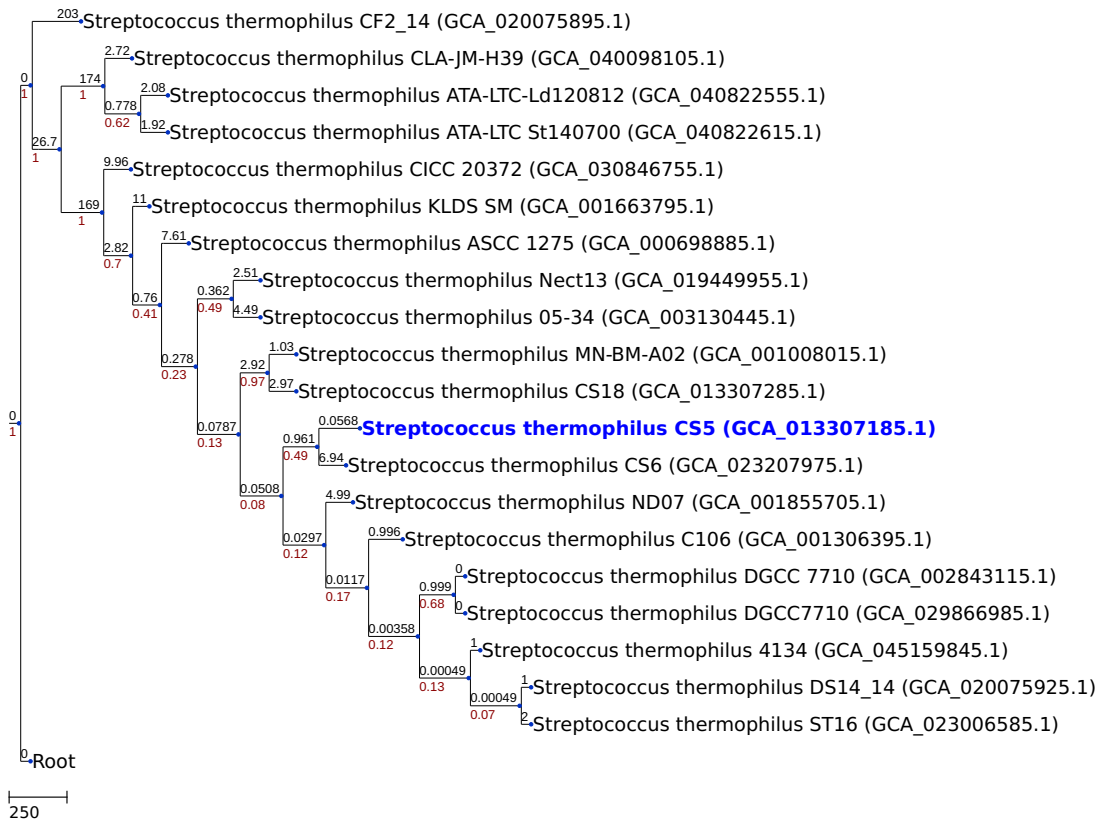 203 Streptococcus thermophilus CF2_14 (GCA_020075895.1)
2.72 Streptococcus thermophilus CLA-JM-H39 (GCA_040098105.1)
0
1
174
1
2.08 Streptococcus thermophilus ATA-LTC-Ld120812 (GCA_040822555.1)
0.778
0.62
1.92 Streptococcus thermophilus ATA-LTC St140700 (GCA_040822615.1)
26.7
1
9.96 Streptococcus thermophilus CICC 20372 (GCA_030846755.1)
169
1
11 Streptococcus thermophilus KLDS SM (GCA_001663795.1)
2.82
0.7
7.61 Streptococcus thermophilus ASCC 1275 (GCA_000698885.1)
2.51 Streptococcus thermophilus Nect13 (GCA_019449955.1)
0.76
0.41
0.362
0.49
4.49 Streptococcus thermophilus 05-34 (GCA_003130445.1)
1.03 Streptococcus thermophilus MN-BM-A02 (GCA_001008015.1)
0.278
0.23
2.92
0.97
2.97 Streptococcus thermophilus CS18 (GCA_013307285.1)
0
1
0.0568 Streptococcus thermophilus CS5 (GCA_013307185.1)
0.0787
0.13
0.961
0.49
6.94 Streptococcus thermophilus CS6 (GCA_023207975.1)
0.0508
0.08
4.99 Streptococcus thermophilus ND07 (GCA_001855705.1)
0.0297
0.12
0.996 Streptococcus thermophilus C106 (GCA_001306395.1)
0 Streptococcus thermophilus DGCC 7710 (GCA_002843115.1)
0.0117
0.17
0.999
0.68
0 Streptococcus thermophilus DGCC7710 (GCA_029866985.1)
0.00358
0.12
1 Streptococcus thermophilus 4134 (GCA_045159845.1)
0.00049
0.13
1 Streptococcus thermophilus DS14_14 (GCA_020075925.1)
0.00049
0.07
2 Streptococcus thermophilus ST16 (GCA_023006585.1)
0 Root
250